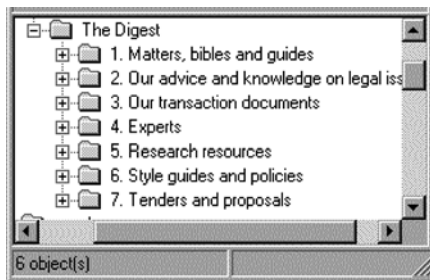 The Digest
1. Matters, bibles and guides
2. Our advice and knowledge on legal iss
3. Our transaction documents
4. Experts
5. Research resources
6. Style guides and policies
7. Tenders and proposals
6 object(s)